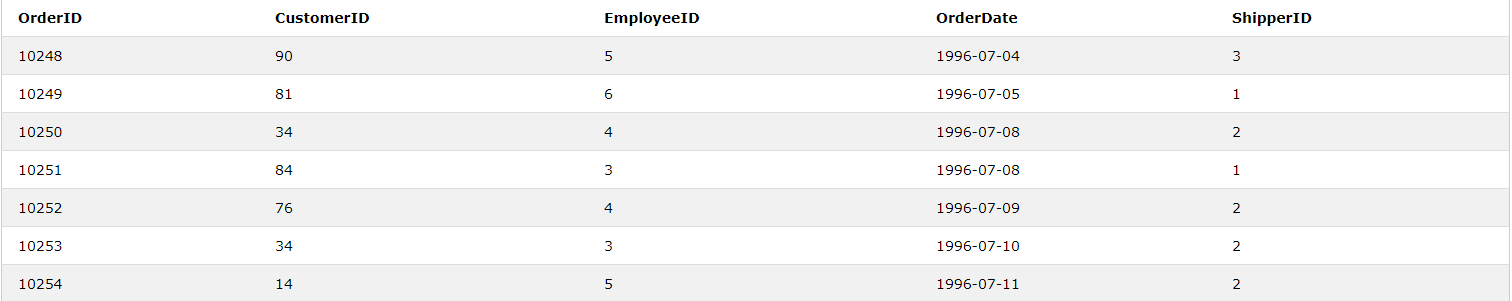 OrderID CustomerID EmployeeID OrderDate ShipperID
10248 90 5 1996-07-04 3
10249 81 6 1996-07-05 1
10250 34 4 1996-07-08 2
10251 84 3 1996-07-08 1
10252 76 4 1996-07-09 2
10253 34 3 1996-07-10 2
10254 14 5 1996-07-11 2